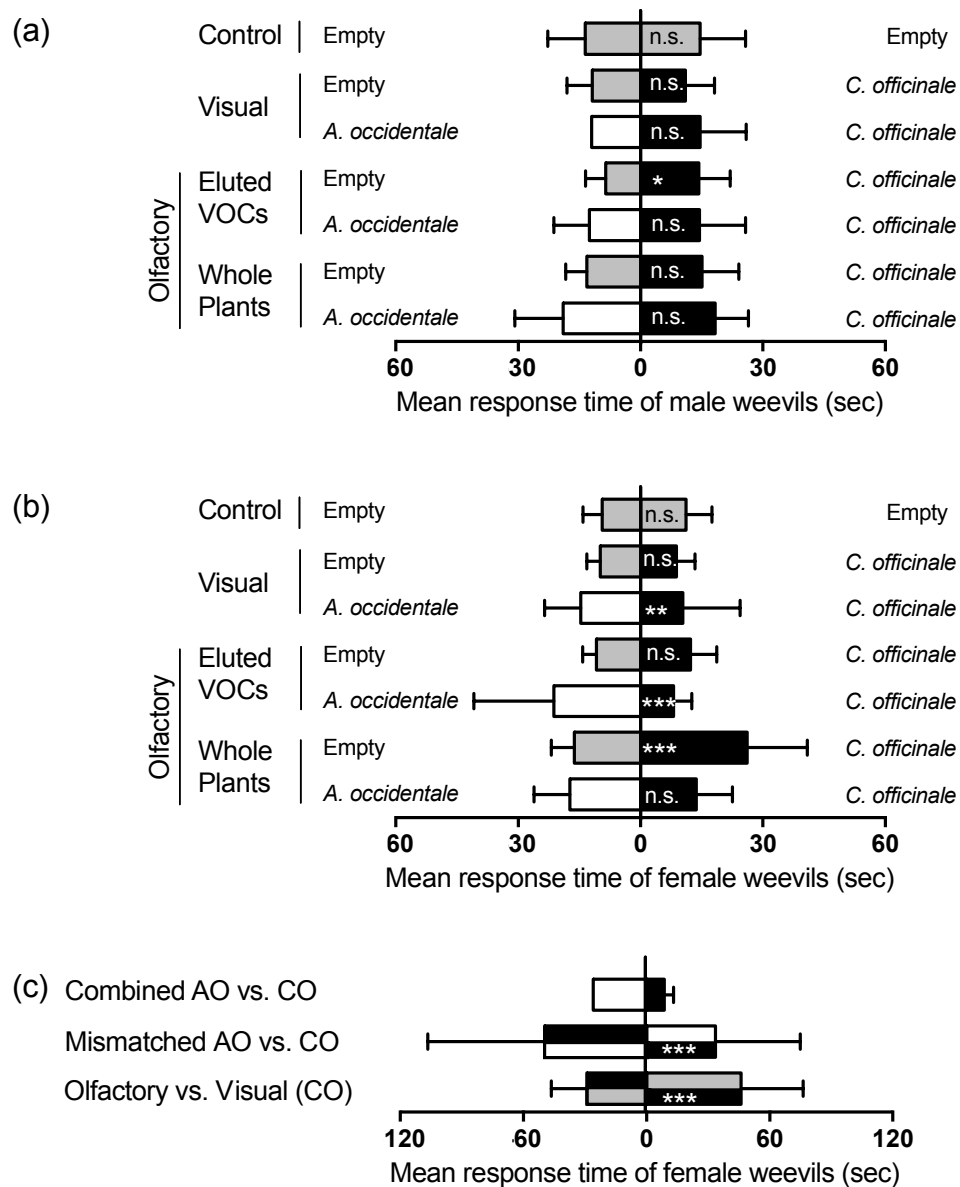 (a)
Control Empty n.s. Empty
Visual Empty n.s. C. officinale
A. occidentale n.s. C. officinale
Olfactory
Eluted VOCs Empty * C. officinale
A. occidentale n.s. C. officinale
Whole Plants Empty n.s. C. officinale
A. occidentale n.s. C. officinale
60 30 0 30 60
Mean response time of male weevils (sec)
(b)
Control Empty n.s. Empty
Visual Empty n.s. C. officinale
A. occidentale ** C. officinale
Olfactory
Eluted VOCs Empty n.s. C. officinale
A. occidentale *** C. officinale
Whole Plants Empty *** C. officinale
A. occidentale n.s. C. officinale
60 30 0 30 60
Mean response time of female weevils (sec)
(c) Combined AO vs. CO
Mismatched AO vs. CO ***
Olfactory vs. Visual (CO) ***
120 60 0 60 120
Mean response time of female weevils (sec)